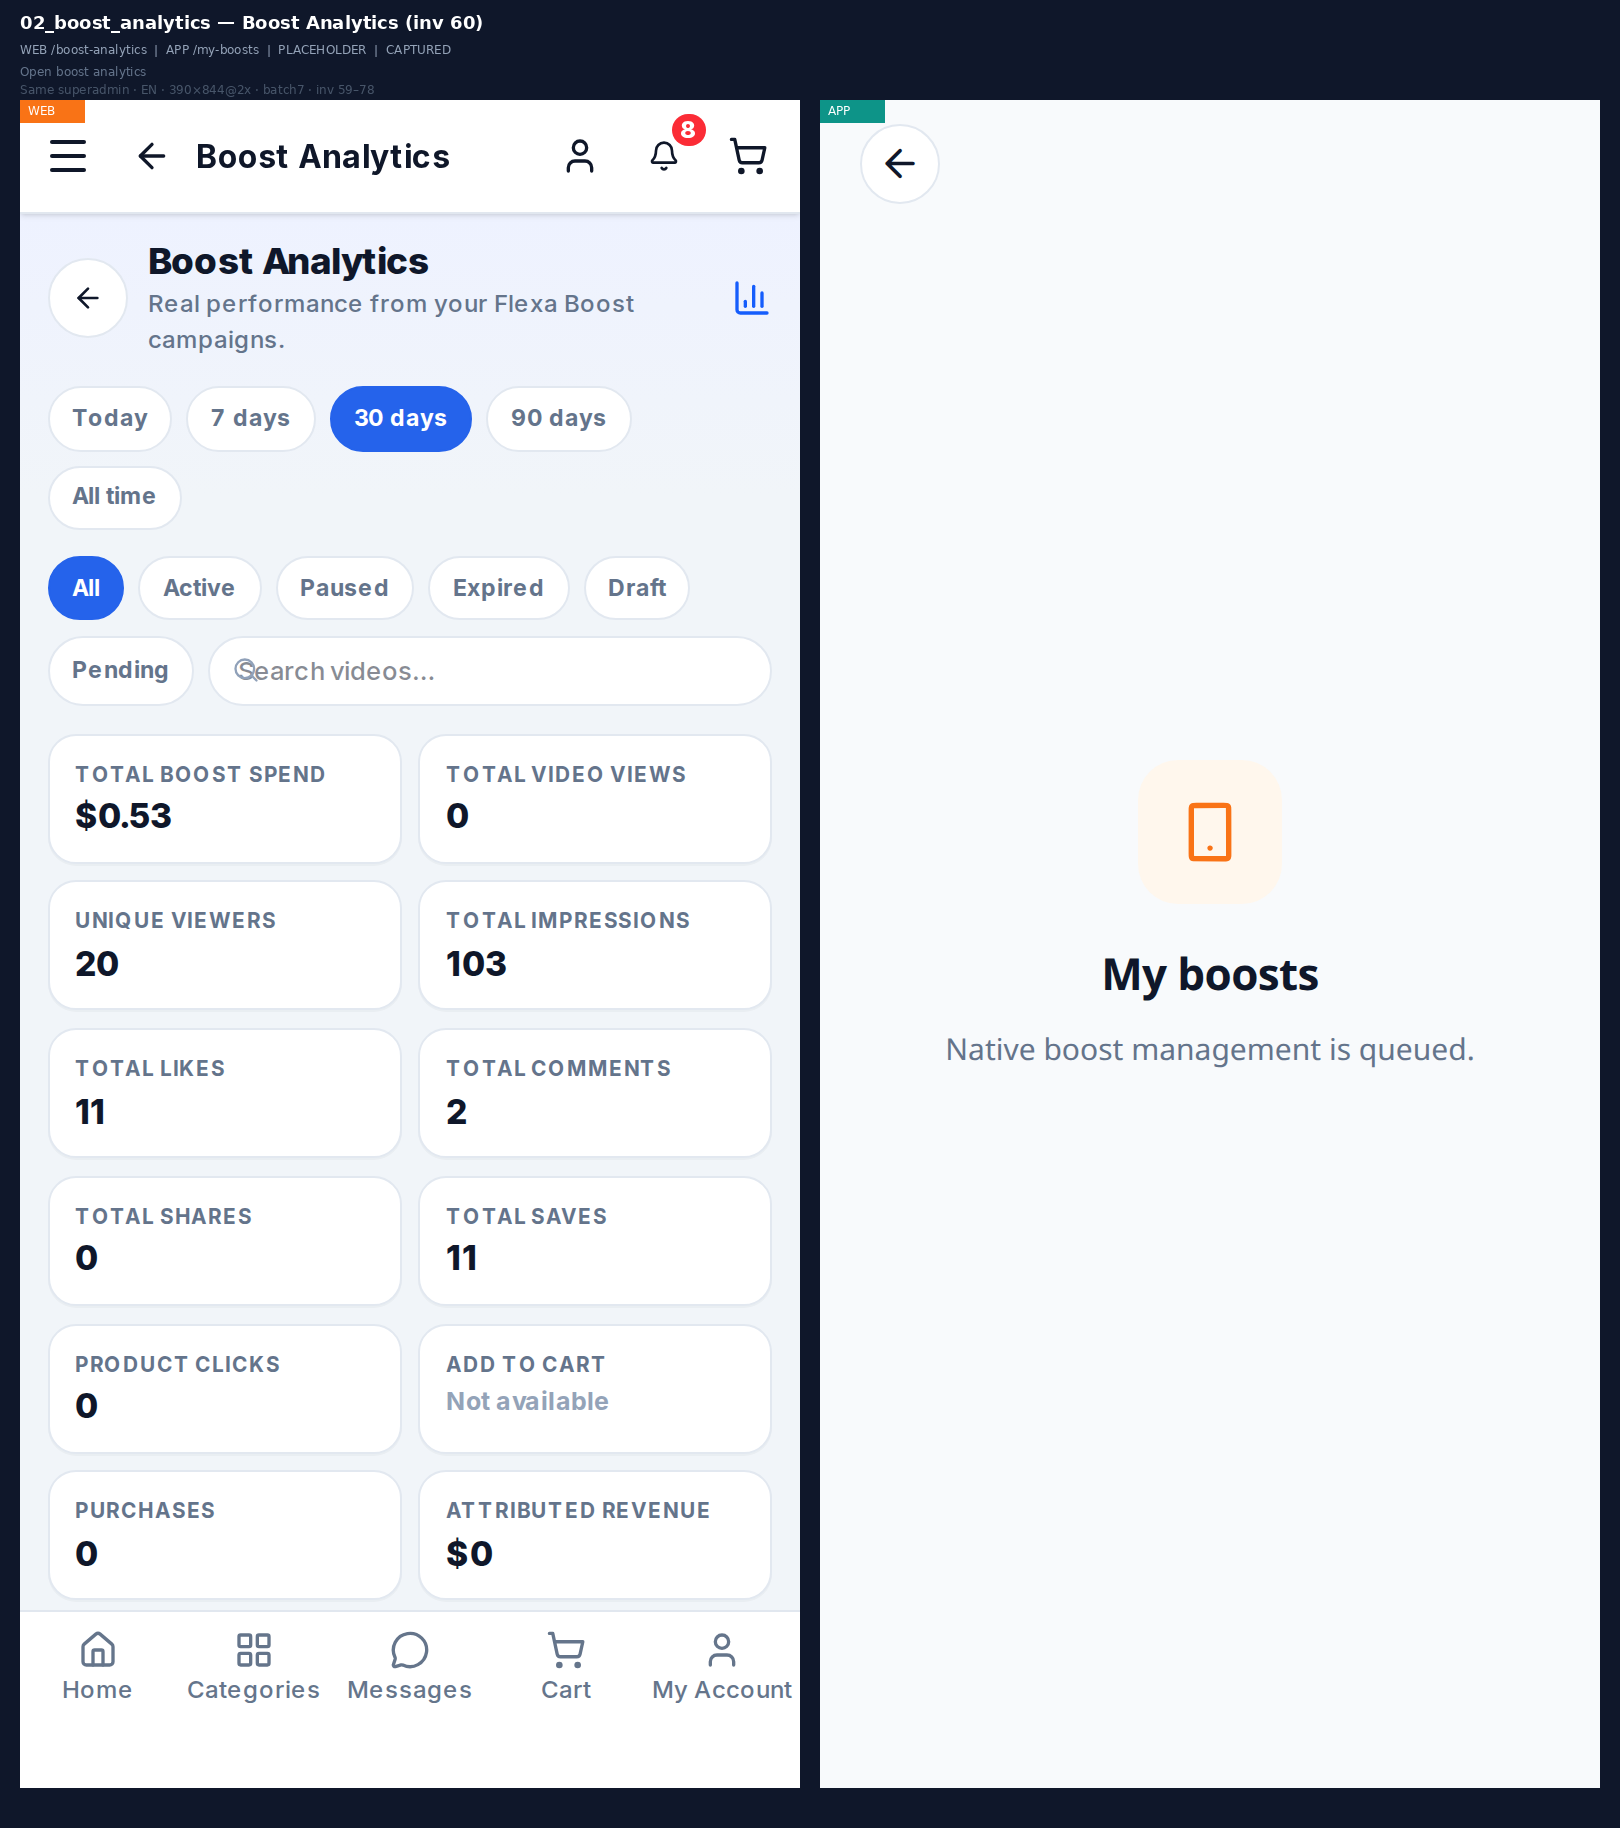 02_boost_analytics — Boost Analytics (inv 60)
WEB /boost-analytics | APP /my-boosts | PLACEHOLDER | CAPTURED
Open boost analytics
Same superadmin · EN · 390×844@2x · batch7 · inv 59–78
WEB
8
Boost Analytics
Boost Analytics
Real performance from your Flexa Boost
campaigns.
Today
7 days
30 days
90 days
All time
All
Active
Paused
Expired
Draft
Pending
Search videos...
TOTAL BOOST SPEND
$0.53
TOTAL VIDEO VIEWS
0
UNIQUE VIEWERS
20
TOTAL IMPRESSIONS
103
TOTAL LIKES
11
TOTAL COMMENTS
2
TOTAL SHARES
0
TOTAL SAVES
11
PRODUCT CLICKS
0
ADD TO CART
Not available
PURCHASES
0
ATTRIBUTED REVENUE
$0
Home
Categories
Messages
Cart
My Account
APP
My boosts
Native boost management is queued.